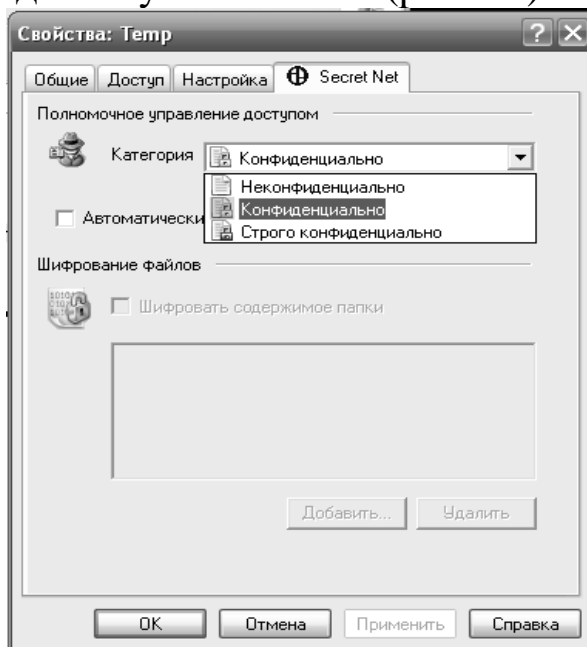 Свойства: Temp
Общие Доступ Настройка Secret Net
Полномочное управление доступом
Категория Конфиденциально
Неконфиденциально
Конфиденциально
Автоматически
Строго конфиденциально
Шифрование файлов
Шифровать содержимое папки
Добавить... Удалить
ОК Отмена Применить Справка